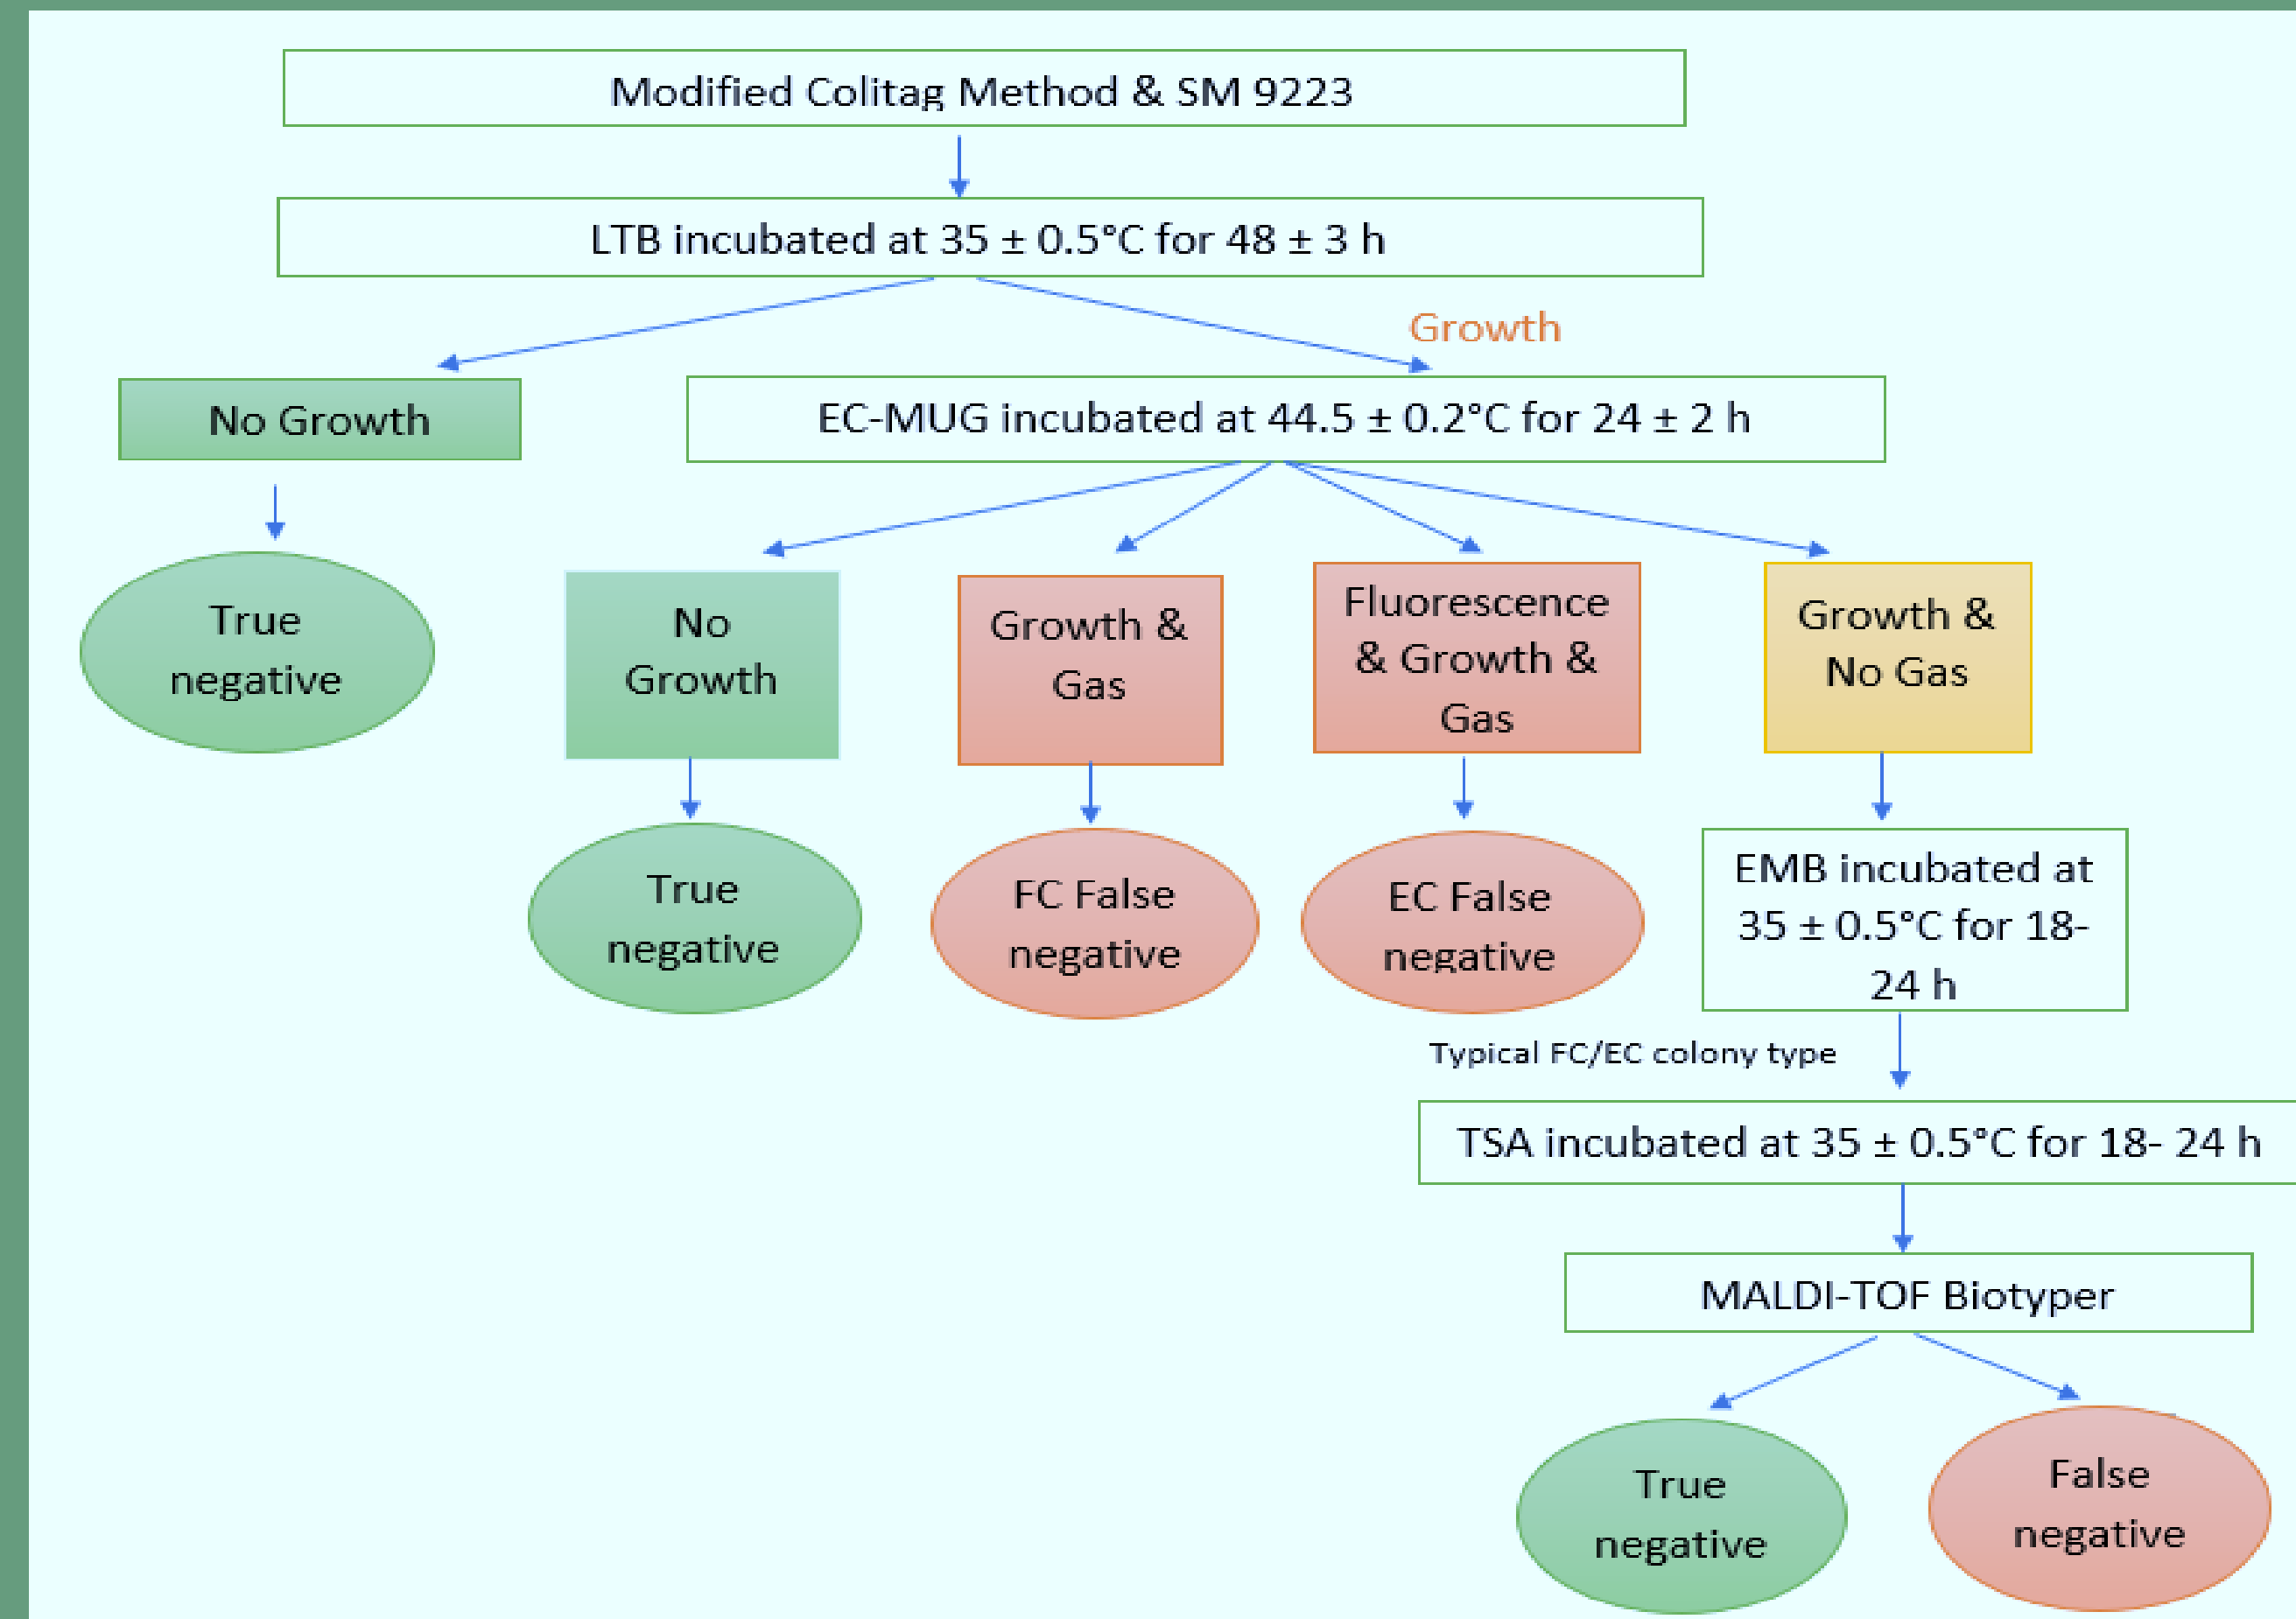 Modified Colitag Method & SM 9223
LTB incubated at 35 ± 0.5°C for 48 ± 3 h
Growth
No Growth
EC-MUG incubated at 44.5 ± 0.2°C for 24 ± 2 h
True
negative
No
Growth
Growth &
Gas
Fluorescence
& Growth &
Gas
Growth &
No Gas
True
negative
FC False
negative
EC False
negative
EMB incubated at
35 ± 0.5°C for 18-
24 h
Typical FC/EC colony type
TSA incubated at 35 ± 0.5°C for 18- 24 h
MALDI-TOF Biotyper
True
negative
False
negative